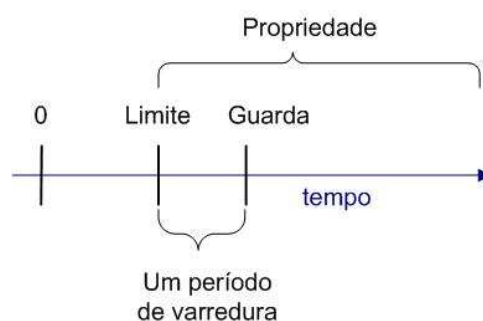 Propriedade
0 Limite Guarda
tempo
Um período
de varredura